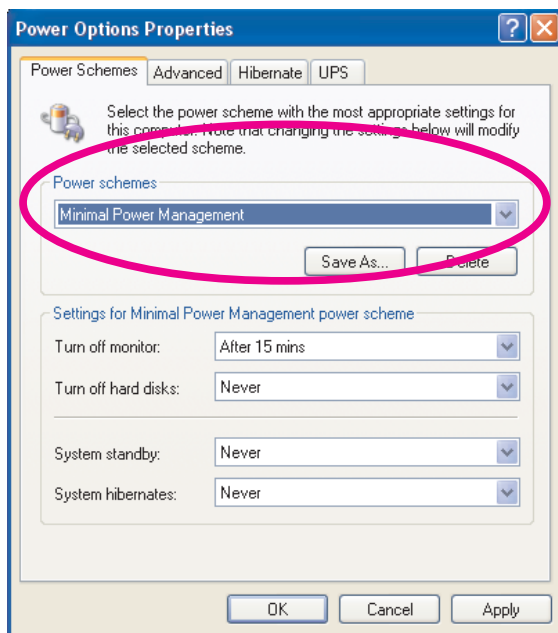 Power Options Properties
Power Schemes Advanced Hibernate UPS
Select the power scheme with the most appropriate settings for
this computer. Note that changing the settings below will modify
the selected scheme.
Power schemes
Minimal Power Management
Save As... Delete
Settings for Minimal Power Management power scheme
Turn off monitor: After 15 mins
Turn off hard disks: Never
System standby: Never
System hibernates: Never
OK Cancel Apply